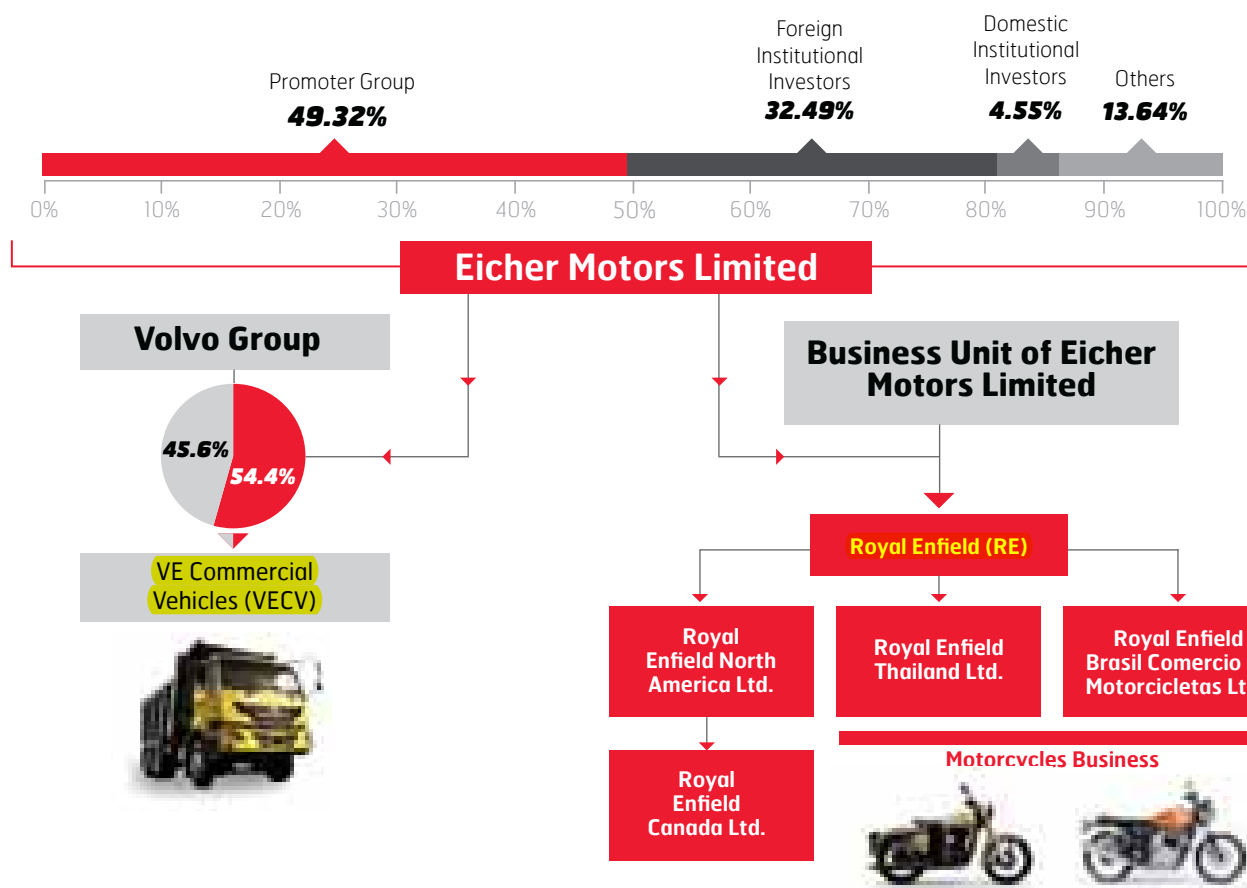 Promoter Group
49.32%
Foreign
Institutional
Investors
32.49%
Domestic
Institutional
Investors
4.55%
Others
13.64%
0%
10%
20%
30%
40%
50%
60%
70%
80%
90%
100%
Eicher Motors Limited
Volvo Group
45.6%
54.4%
VE Commercial
Vehicles (VECV)
Business Unit of Eicher
Motors Limited
Royal Enfield (RE)
Royal
Enfield North
America Ltd.
Royal Enfield
Thailand Ltd.
Royal Enfield
Brasil Comercio
Motorcicletas Lt
Royal
Enfield
Canada Ltd.
Motorcycles Business